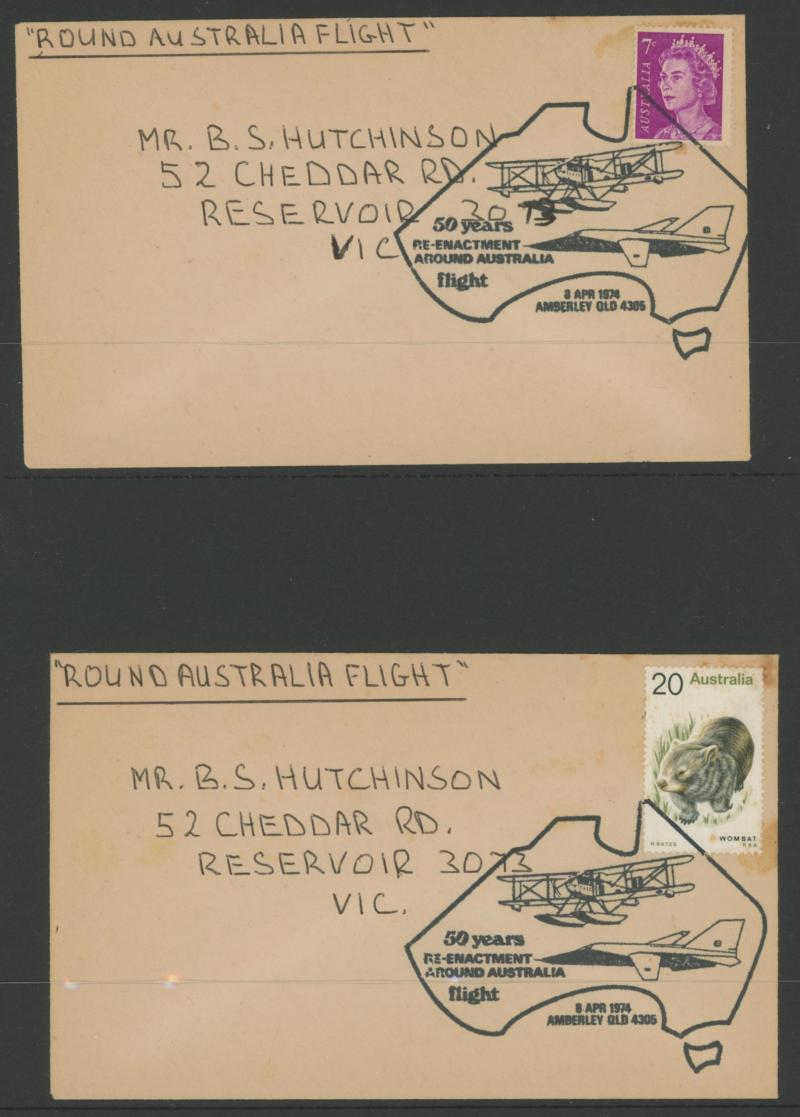 "ROUND AUSTRALIA FLIGHT"
7c
AUSTRALIA
MR. B. S. HUTCHINSON
52 CHEDDAR RD.
RESERVOIR 3073
VIC
50 years
RE-ENACTMENT
AROUND AUSTRALIA
flight
8 APR 1974
AMBERLEY QLD 4305
"ROUND AUSTRALIA FLIGHT"
20 Australia
WOMBAT
R. BATES
MR. B. S. HUTCHINSON
52 CHEDDAR RD.
RESERVOIR 3073
VIC.
50 years
RE-ENACTMENT
AROUND AUSTRALIA
flight
8 APR 1974
AMBERLEY QLD 4305